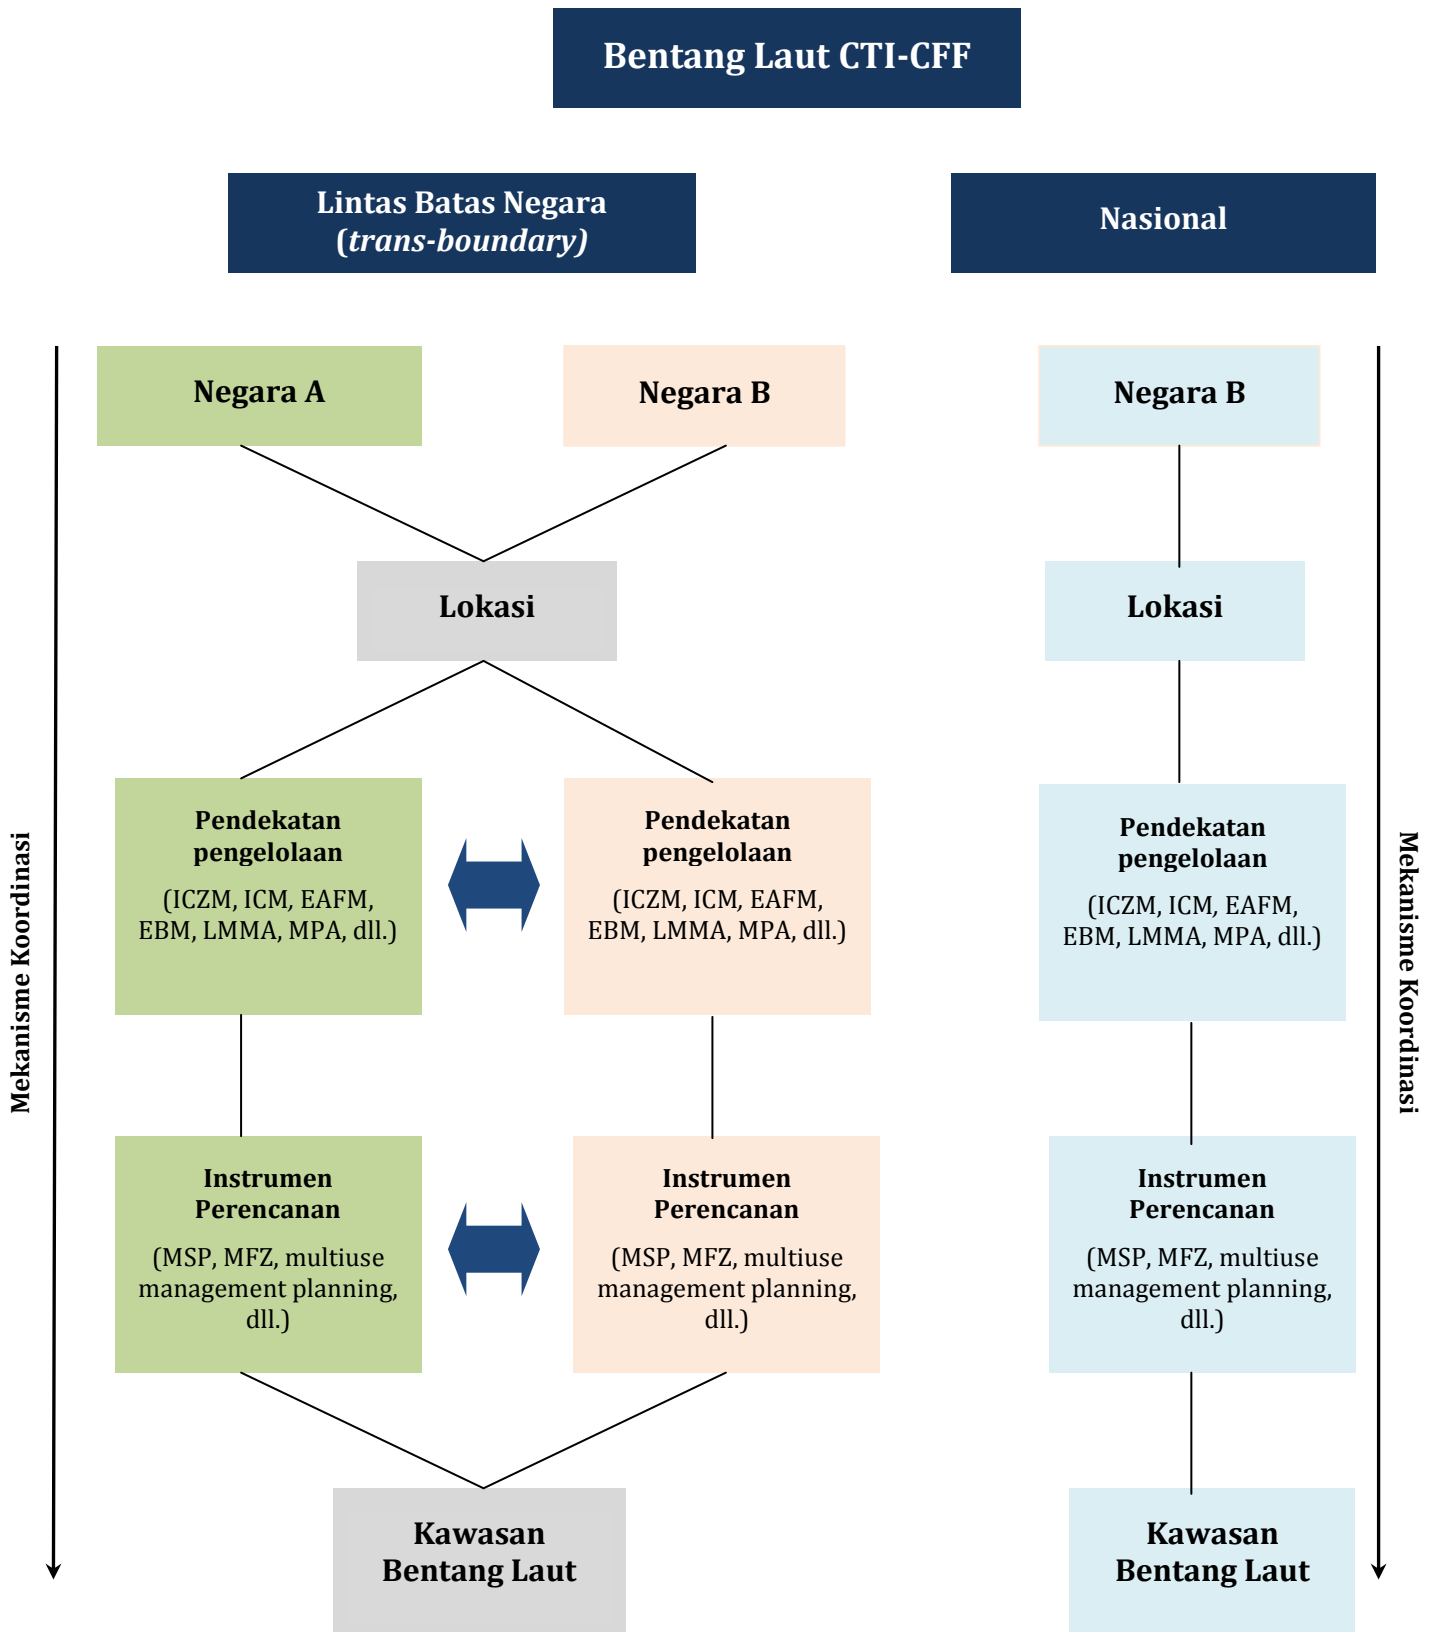 Bentang Laut CTI-CFF
Lintas Batas Negara
(trans-boundary)
Nasional
Negara A
Negara B
Negara B
Lokasi
Lokasi
Mekanisme Koordinasi
Pendekatan
pengelolaan
(ICZM, ICM, EAFM,
EBM, LMMA, MPA, dll.)
Pendekatan
pengelolaan
(ICZM, ICM, EAFM,
EBM, LMMA, MPA, dll.)
Pendekatan
pengelolaan
(ICZM, ICM, EAFM,
EBM, LMMA, MPA, dll.)
Mekanisme Koordinasi
Instrumen
Perencanan
(MSP, MFZ, multiuse
management planning,
dll.)
Instrumen
Perencanan
(MSP, MFZ, multiuse
management planning,
dll.)
Instrumen
Perencanan
(MSP, MFZ, multiuse
management planning,
dll.)
Kawasan
Bentang Laut
Kawasan
Bentang Laut